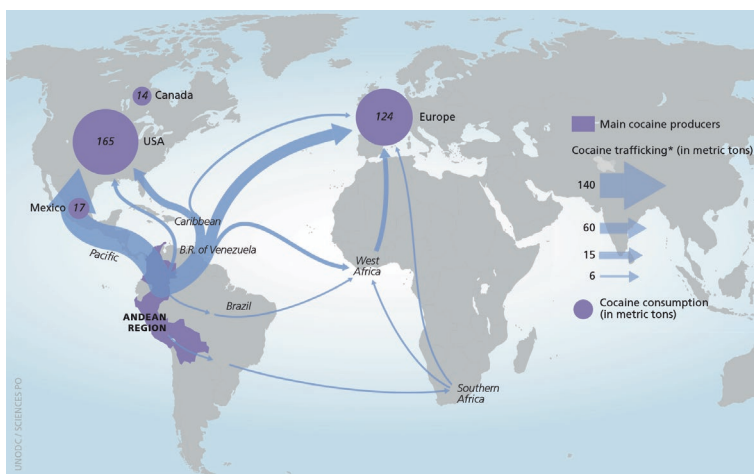 14 Canada
165 USA
124 Europe
Mexico 17
Caribbean
Pacific
B.R. of Venezuela
West
Africa
Brazil
ANDEAN
REGION
Southern
Africa
Main cocaine producers
Cocaine trafficking* (in metric tons)
140
60
15
6
Cocaine consumption
(in metric tons)
UNODC / SCIENCES PO